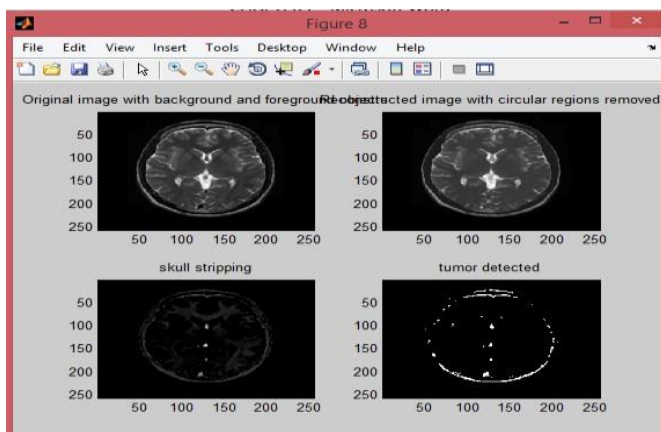 Figure 8
File Edit View Insert Tools Desktop Window Help
Original image with background and foreground objects
Reconstructed image with circular regions removed
50
100
150
200
250
50 100 150 200 250
50
100
150
200
250
50 100 150 200 250
skull stripping
tumor detected
50
100
150
200
250
50 100 150 200 250
50
100
150
200
250
50 100 150 200 250